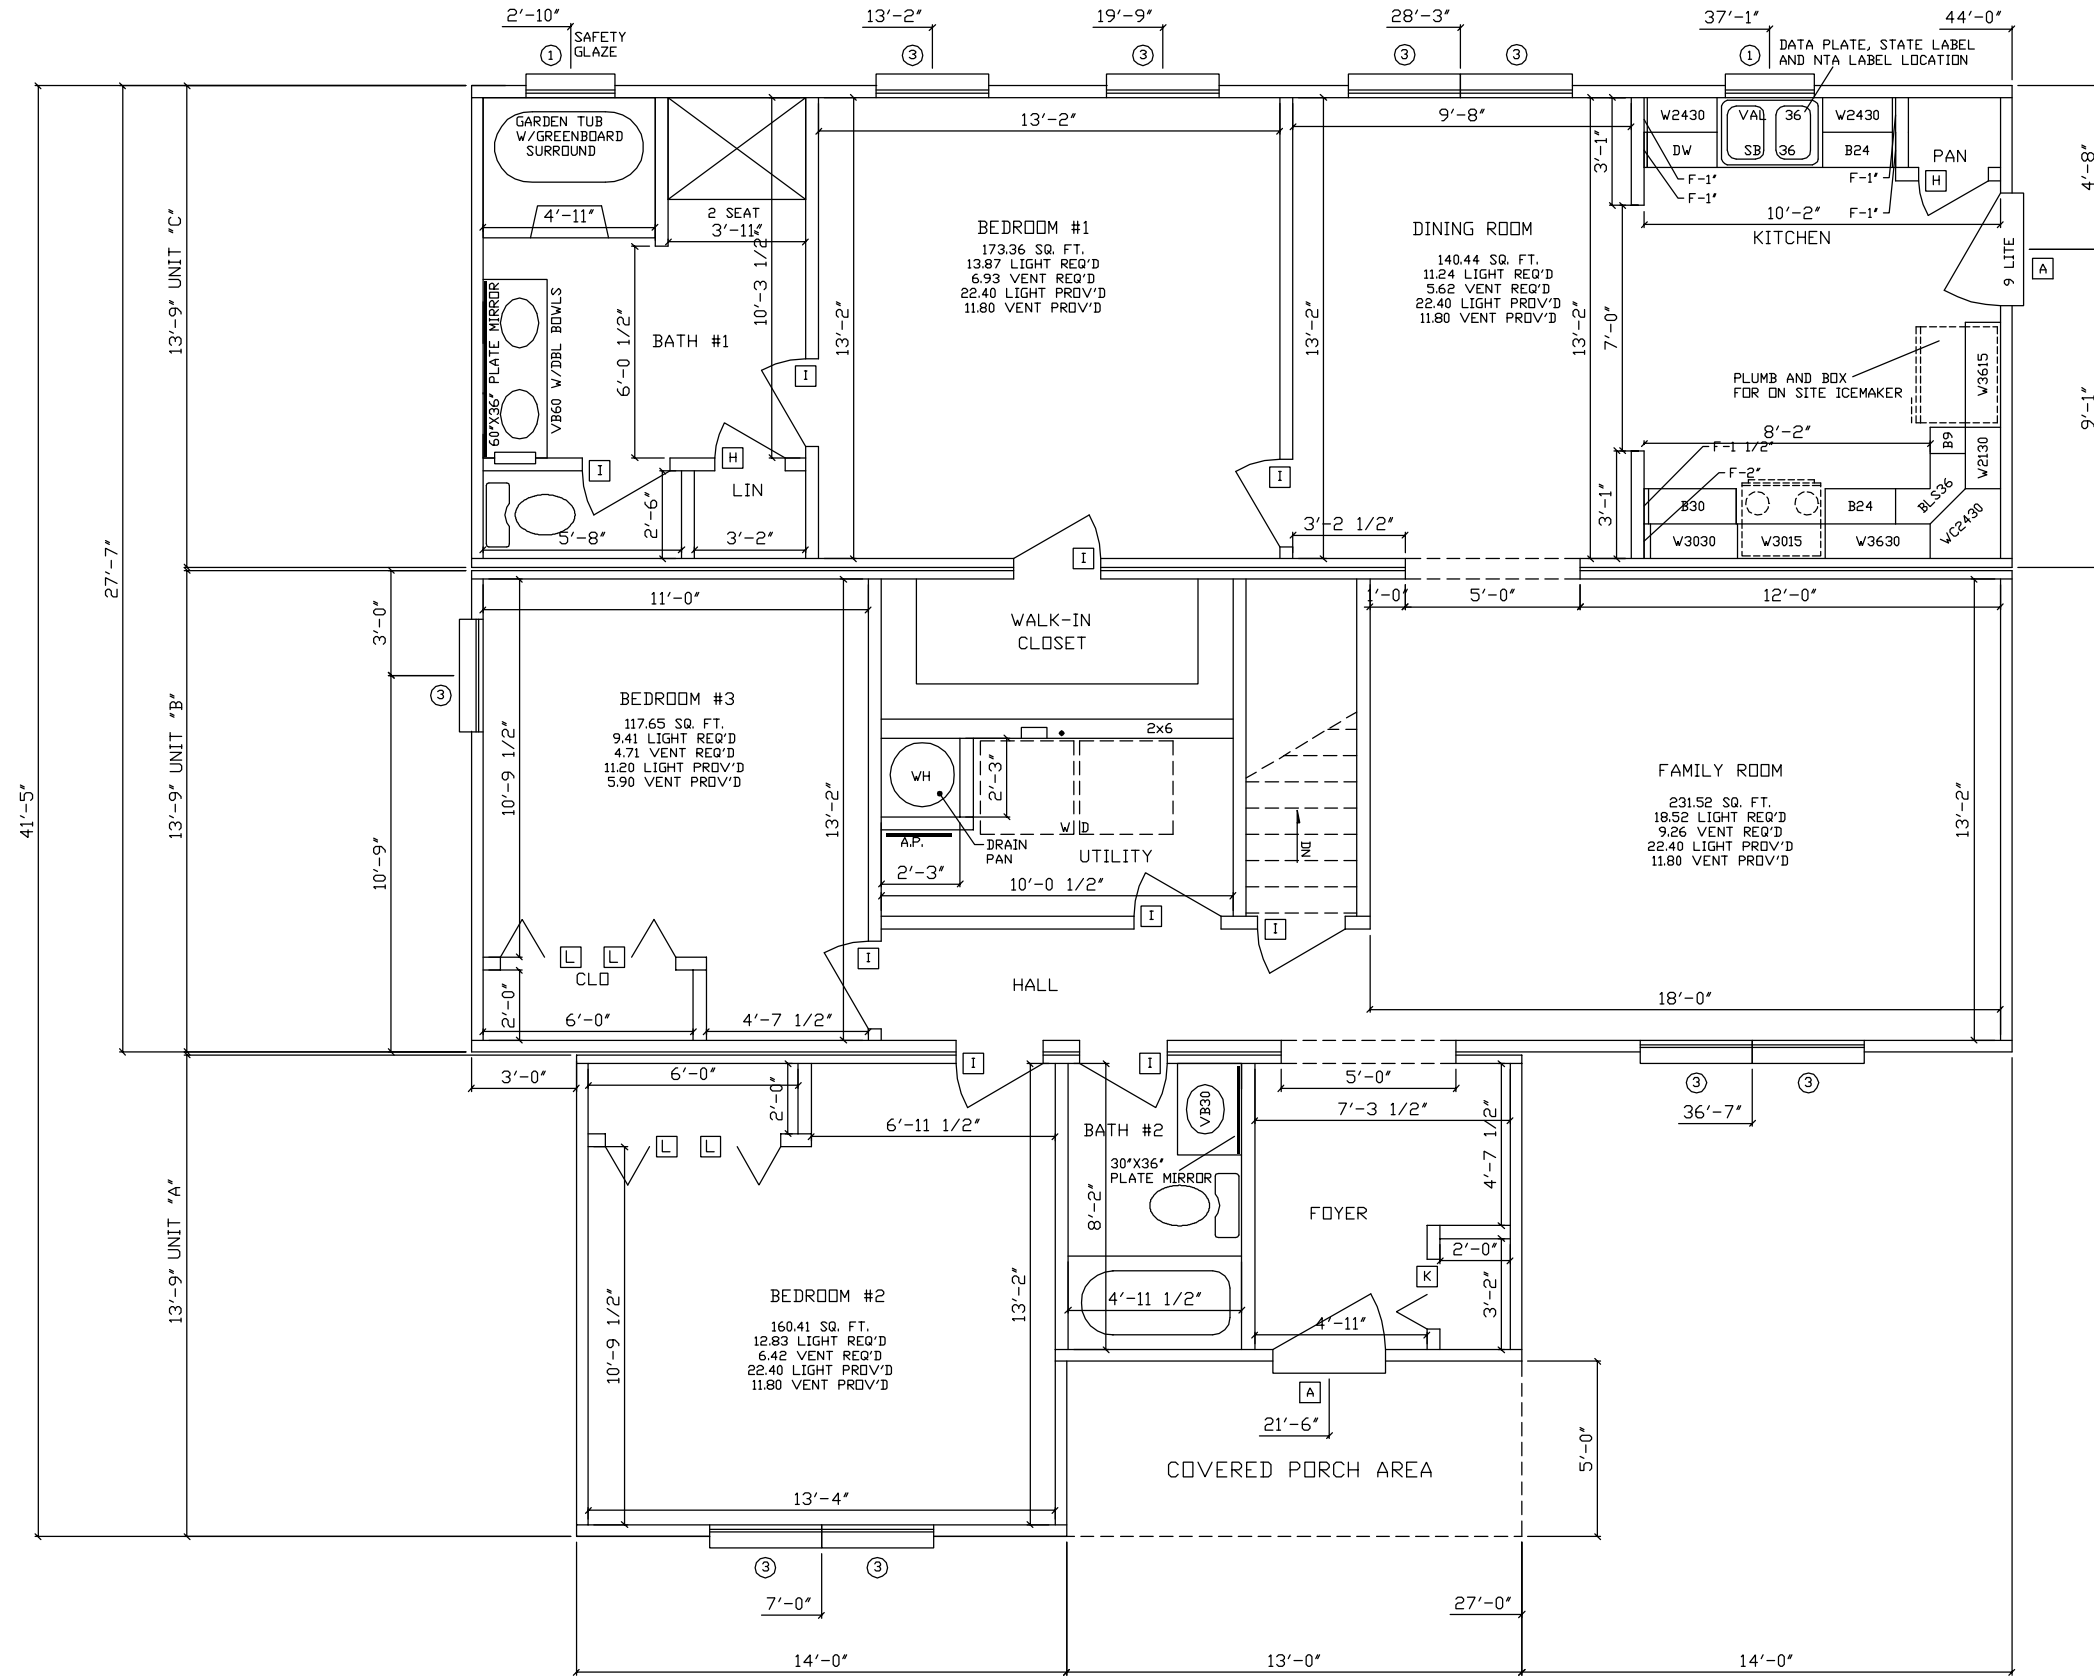 2'-10"
13'-2"
19'-9"
28'-3"
37'-1"
44'-0"
1
SAFETY
GLAZE
3
3
3
3
1
DATA PLATE, STATE LABEL
AND NTA LABEL LOCATION
GARDEN TUB
W/GREENBOARD
SURROUND
4'-11"
2 SEAT
3'-11"
10'-3 1/2"
13'-2"
13'-2"
BEDROOM #1
173.36 SQ. FT.
13.87 LIGHT REQ'D
6.93 VENT REQ'D
22.40 LIGHT PROV'D
11.80 VENT PROV'D
9'-8"
13'-2"
DINING ROOM
140.44 SQ. FT.
11.24 LIGHT REQ'D
5.62 VENT REQ'D
22.40 LIGHT PROV'D
11.80 VENT PROV'D
13'-2"
3'-1"
7'-0"
3'-1"
W2430
VAL 36
W2430
DW
SB 36
B24
PAN
H
F-1"
F-1"
F-1"
F-1"
10'-2"
KITCHEN
9 LITE
A
4'-8"
9'-1"
PLUMB AND BOX
FOR ON SITE ICEMAKER
W3615
8'-2"
B9
W2130
F-1 1/2"
F-2"
B30
B24
BLS36
WC2430
W3030
W3015
W3630
60"X36" PLATE MIRROR
VB60 W/DBL BOWLS
6'-0 1/2"
BATH #1
I
I
H
LIN
5'-8"
2'-6"
3'-2"
I
I
3'-2 1/2"
13'-9" UNIT "C"
27'-7"
41'-5"
13'-9" UNIT "B"
13'-9" UNIT "A"
3'-0"
3
10'-9"
11'-0"
10'-9 1/2"
BEDROOM #3
117.65 SQ. FT.
9.41 LIGHT REQ'D
4.71 VENT REQ'D
11.20 LIGHT PROV'D
5.90 VENT PROV'D
13'-2"
WALK-IN
CLOSET
2x6
WH
2'-3"
W D
A.P.
DRAIN
PAN
UTILITY
2'-3"
10'-0 1/2"
DN
I
I
1'-0"
5'-0"
12'-0"
FAMILY ROOM
231.52 SQ. FT.
18.52 LIGHT REQ'D
9.26 VENT REQ'D
22.40 LIGHT PROV'D
11.80 VENT PROV'D
13'-2"
18'-0"
L
L
CLO
2'-0"
6'-0"
4'-7 1/2"
I
HALL
3'-0"
6'-0"
2'-0"
I
I
5'-0"
3
3
36'-7"
6'-11 1/2"
L
L
BATH #2
VB30
30"X36"
PLATE MIRROR
8'-2"
7'-3 1/2"
4'-7 1/2"
FOYER
2'-0"
K
3'-2"
4'-11 1/2"
4'-11"
10'-9 1/2"
BEDROOM #2
160.41 SQ. FT.
12.83 LIGHT REQ'D
6.42 VENT REQ'D
22.40 LIGHT PROV'D
11.80 VENT PROV'D
13'-2"
A
21'-6"
COVERED PORCH AREA
5'-0"
13'-4"
3
3
7'-0"
27'-0"
14'-0"
13'-0"
14'-0"